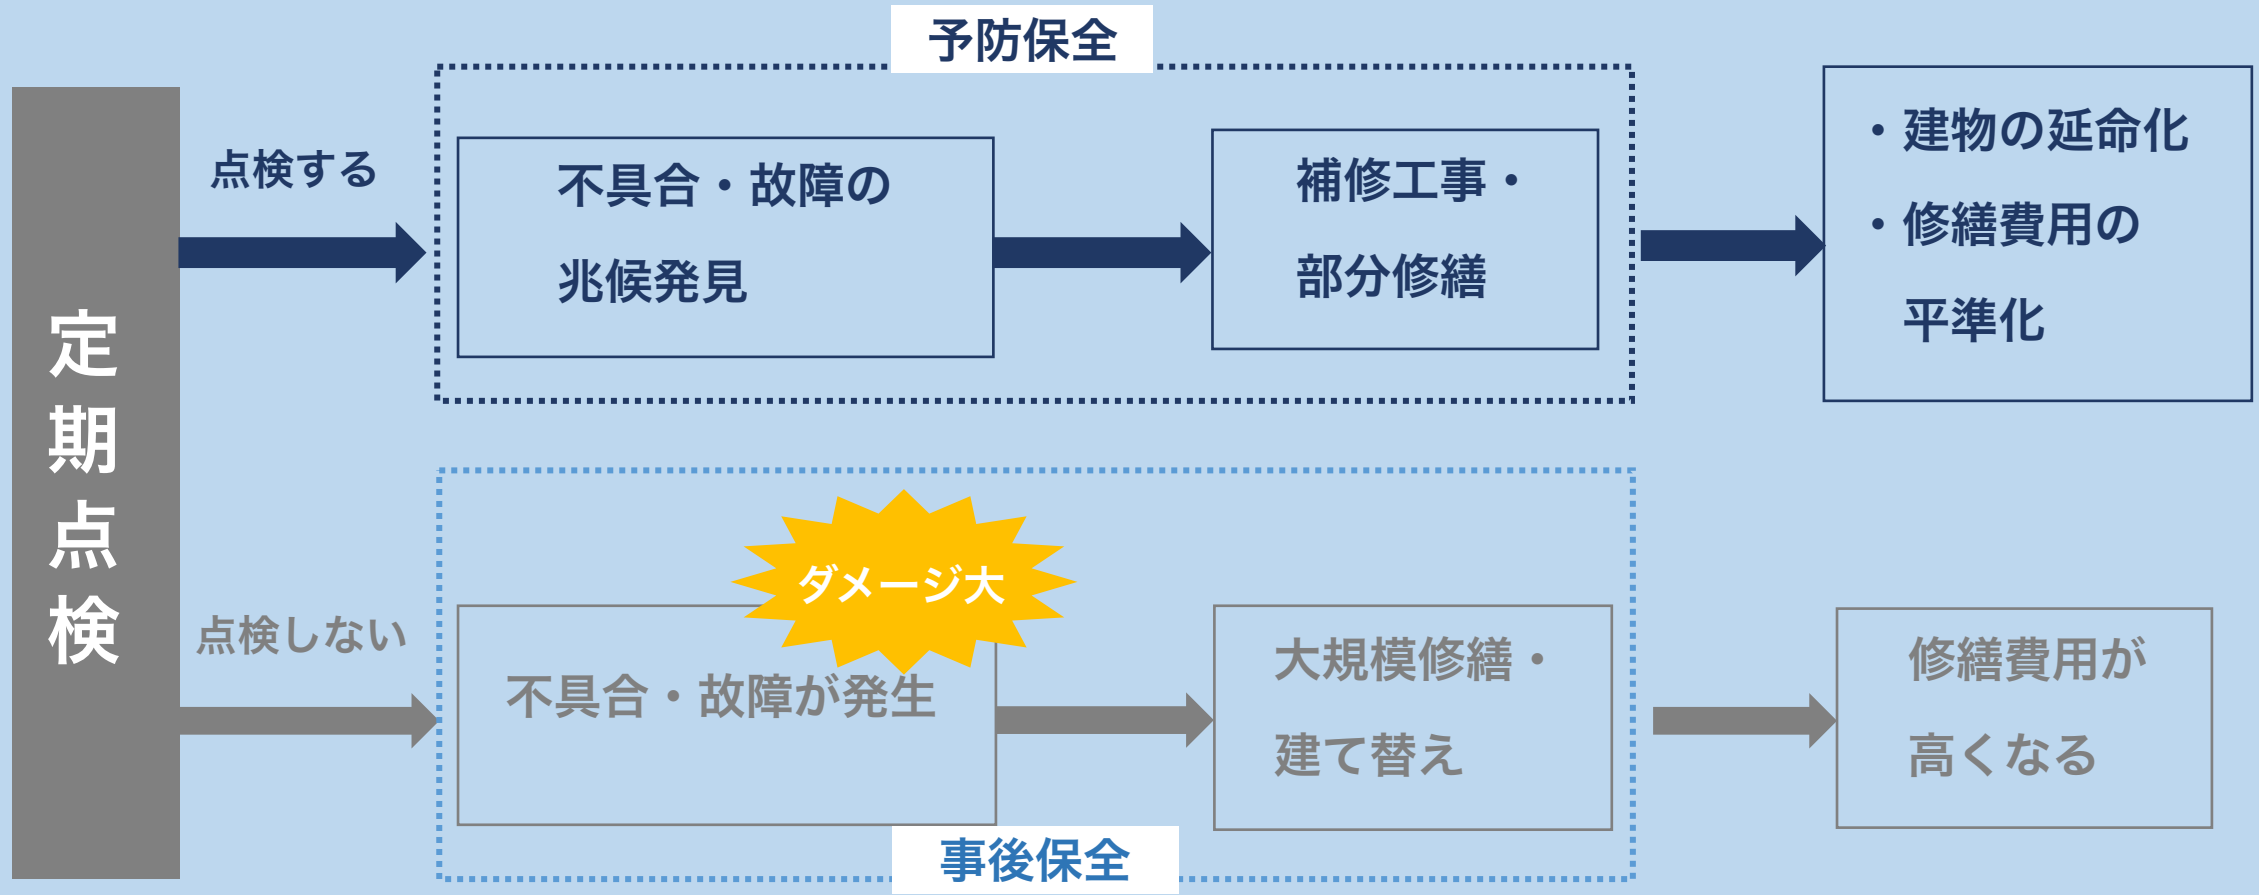 定期点検
点検する
予防保全
不具合・故障の
兆候発見
補修工事・
部分修繕
・建物の延命化
・修繕費用の
平準化
点検しない
ダメージ大
不具合・故障が発生
大規模修繕・
建て替え
修繕費用が
高くなる
事後保全